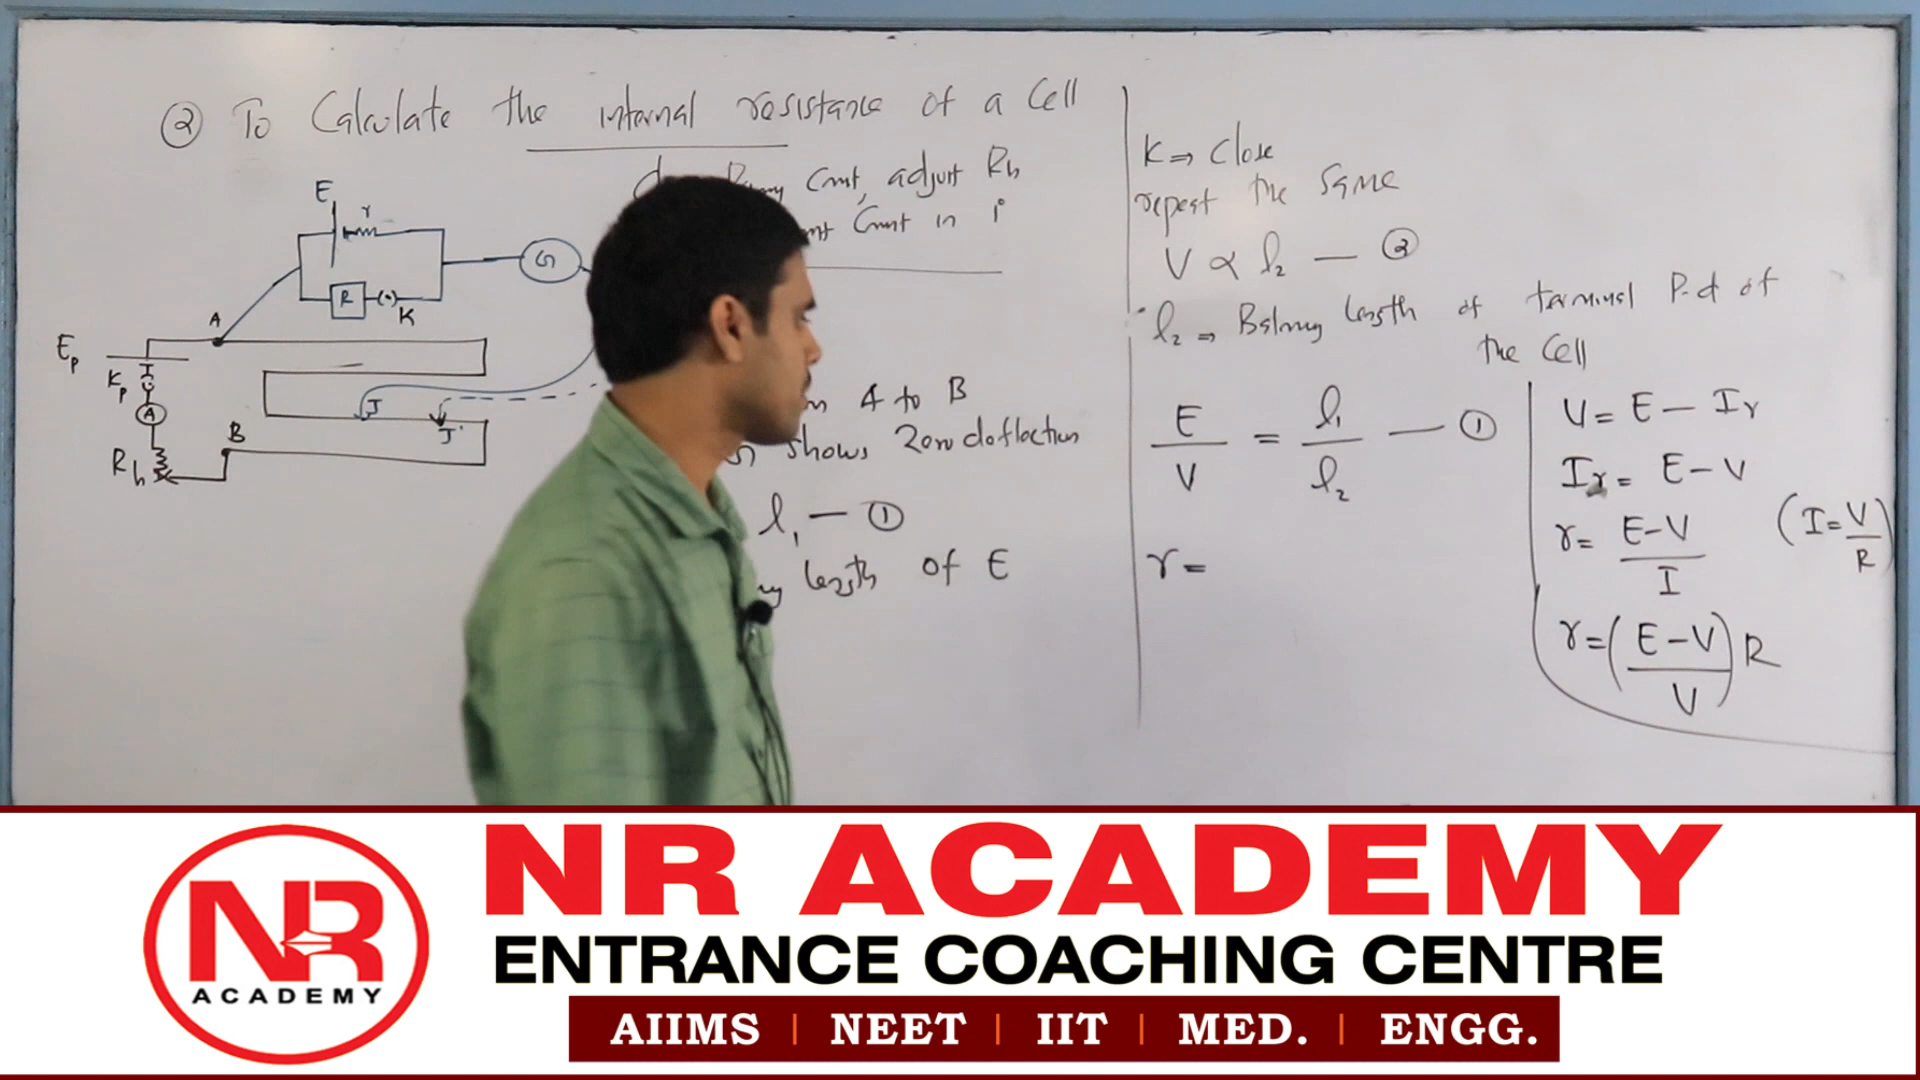 ② To Calculate the internal resistance of a Cell
Cont, adjust Rh
Cont in i
E
r
G
R
K
A
Ep
Kp
A
J
J'
B
Rh
A to B
shows Zero deflection
l₁ — ①
length of E
K ⇒ Close
repeat the Same
V ∝ l₂ — ②
l₂ ⇒ length of terminal P.d of
the Cell
E/V = l₁/l₂ — ①
r =
V = E - Ir
Ir = E - V
r = E-V/I (I = V/R)
r = (E-V/V) R
NR
ACADEMY
NR ACADEMY
ENTRANCE COACHING CENTRE
AIIMS | NEET | IIT | MED. | ENGG.